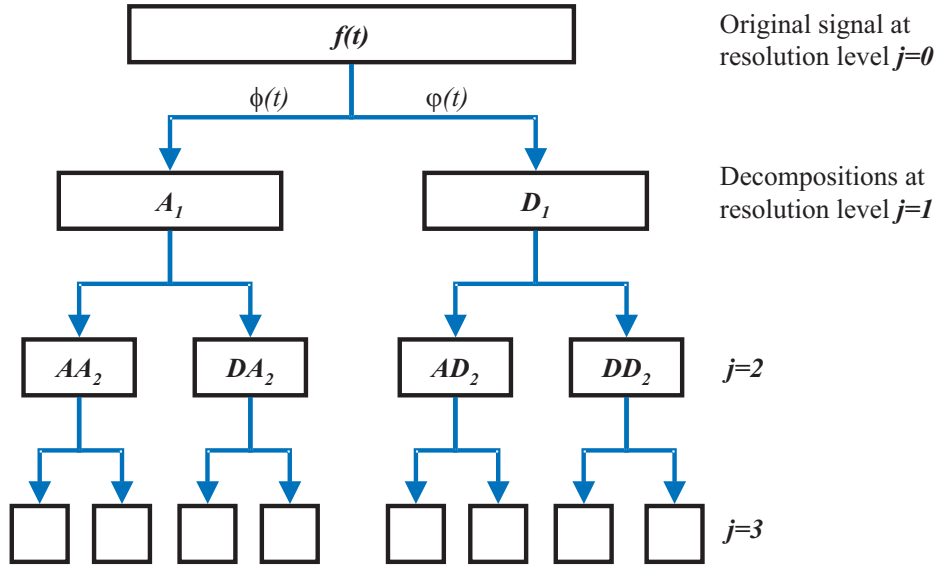 f(t)
Original signal at
resolution level j=0
ϕ(t)
φ(t)
A₁
D₁
Decompositions at
resolution level j=1
AA₂
DA₂
AD₂
DD₂
j=2
j=3